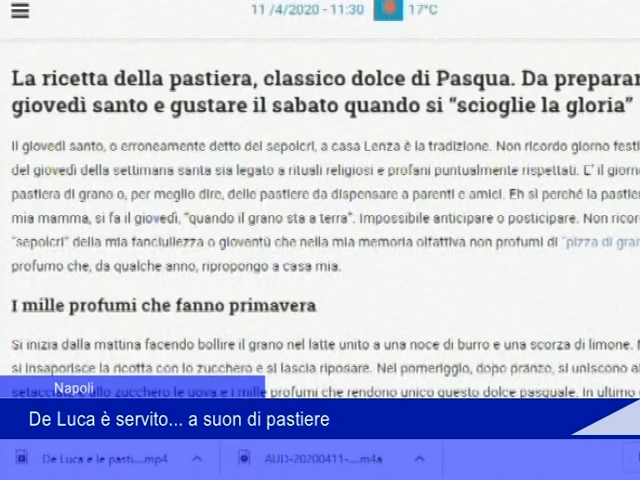 11 /4/2020 - 11:30 17°C
La ricetta della pastiera, classico dolce di Pasqua. Da preparar
giovedì santo e gustare il sabato quando si “scioglie la gloria”
Il giovedì santo, o erroneamente detto dei sepolcri, a casa Lenza è la tradizione. Non ricordo giorno festi
del giovedì della settimana santa sia legato a rituali religiosi e profani puntualmente rispettati. E' il giorn
pastiera di grano o, per meglio dire, delle pastiere da dispensare a parenti e amici. Eh sì perché la pastier
mia mamma, si fa il giovedì, “quando il grano sta a terra”. Impossibile anticipare o posticipare. Non ricor
“sepolcri” della mia fanciullezza o gioventù che nella mia memoria olfattiva non profumi di “pizza di gran
profumo che, da qualche anno, ripropongo a casa mia.
I mille profumi che fanno primavera
Si inizia dalla mattina facendo bollire il grano nel latte unito a una noce di burro e una scorza di limone.
si insaporisce la ricotta con lo zucchero e si lascia riposare. Nel pomeriggio, dopo pranzo, si uniscono al
zucchero le uova e i mille profumi che rendono unico questo dolce pasquale. In ultimo
Napoli
De Luca è servito... a suon di pastiere
De Luca e le pasti....mp4 AUD-20200411-....m4a